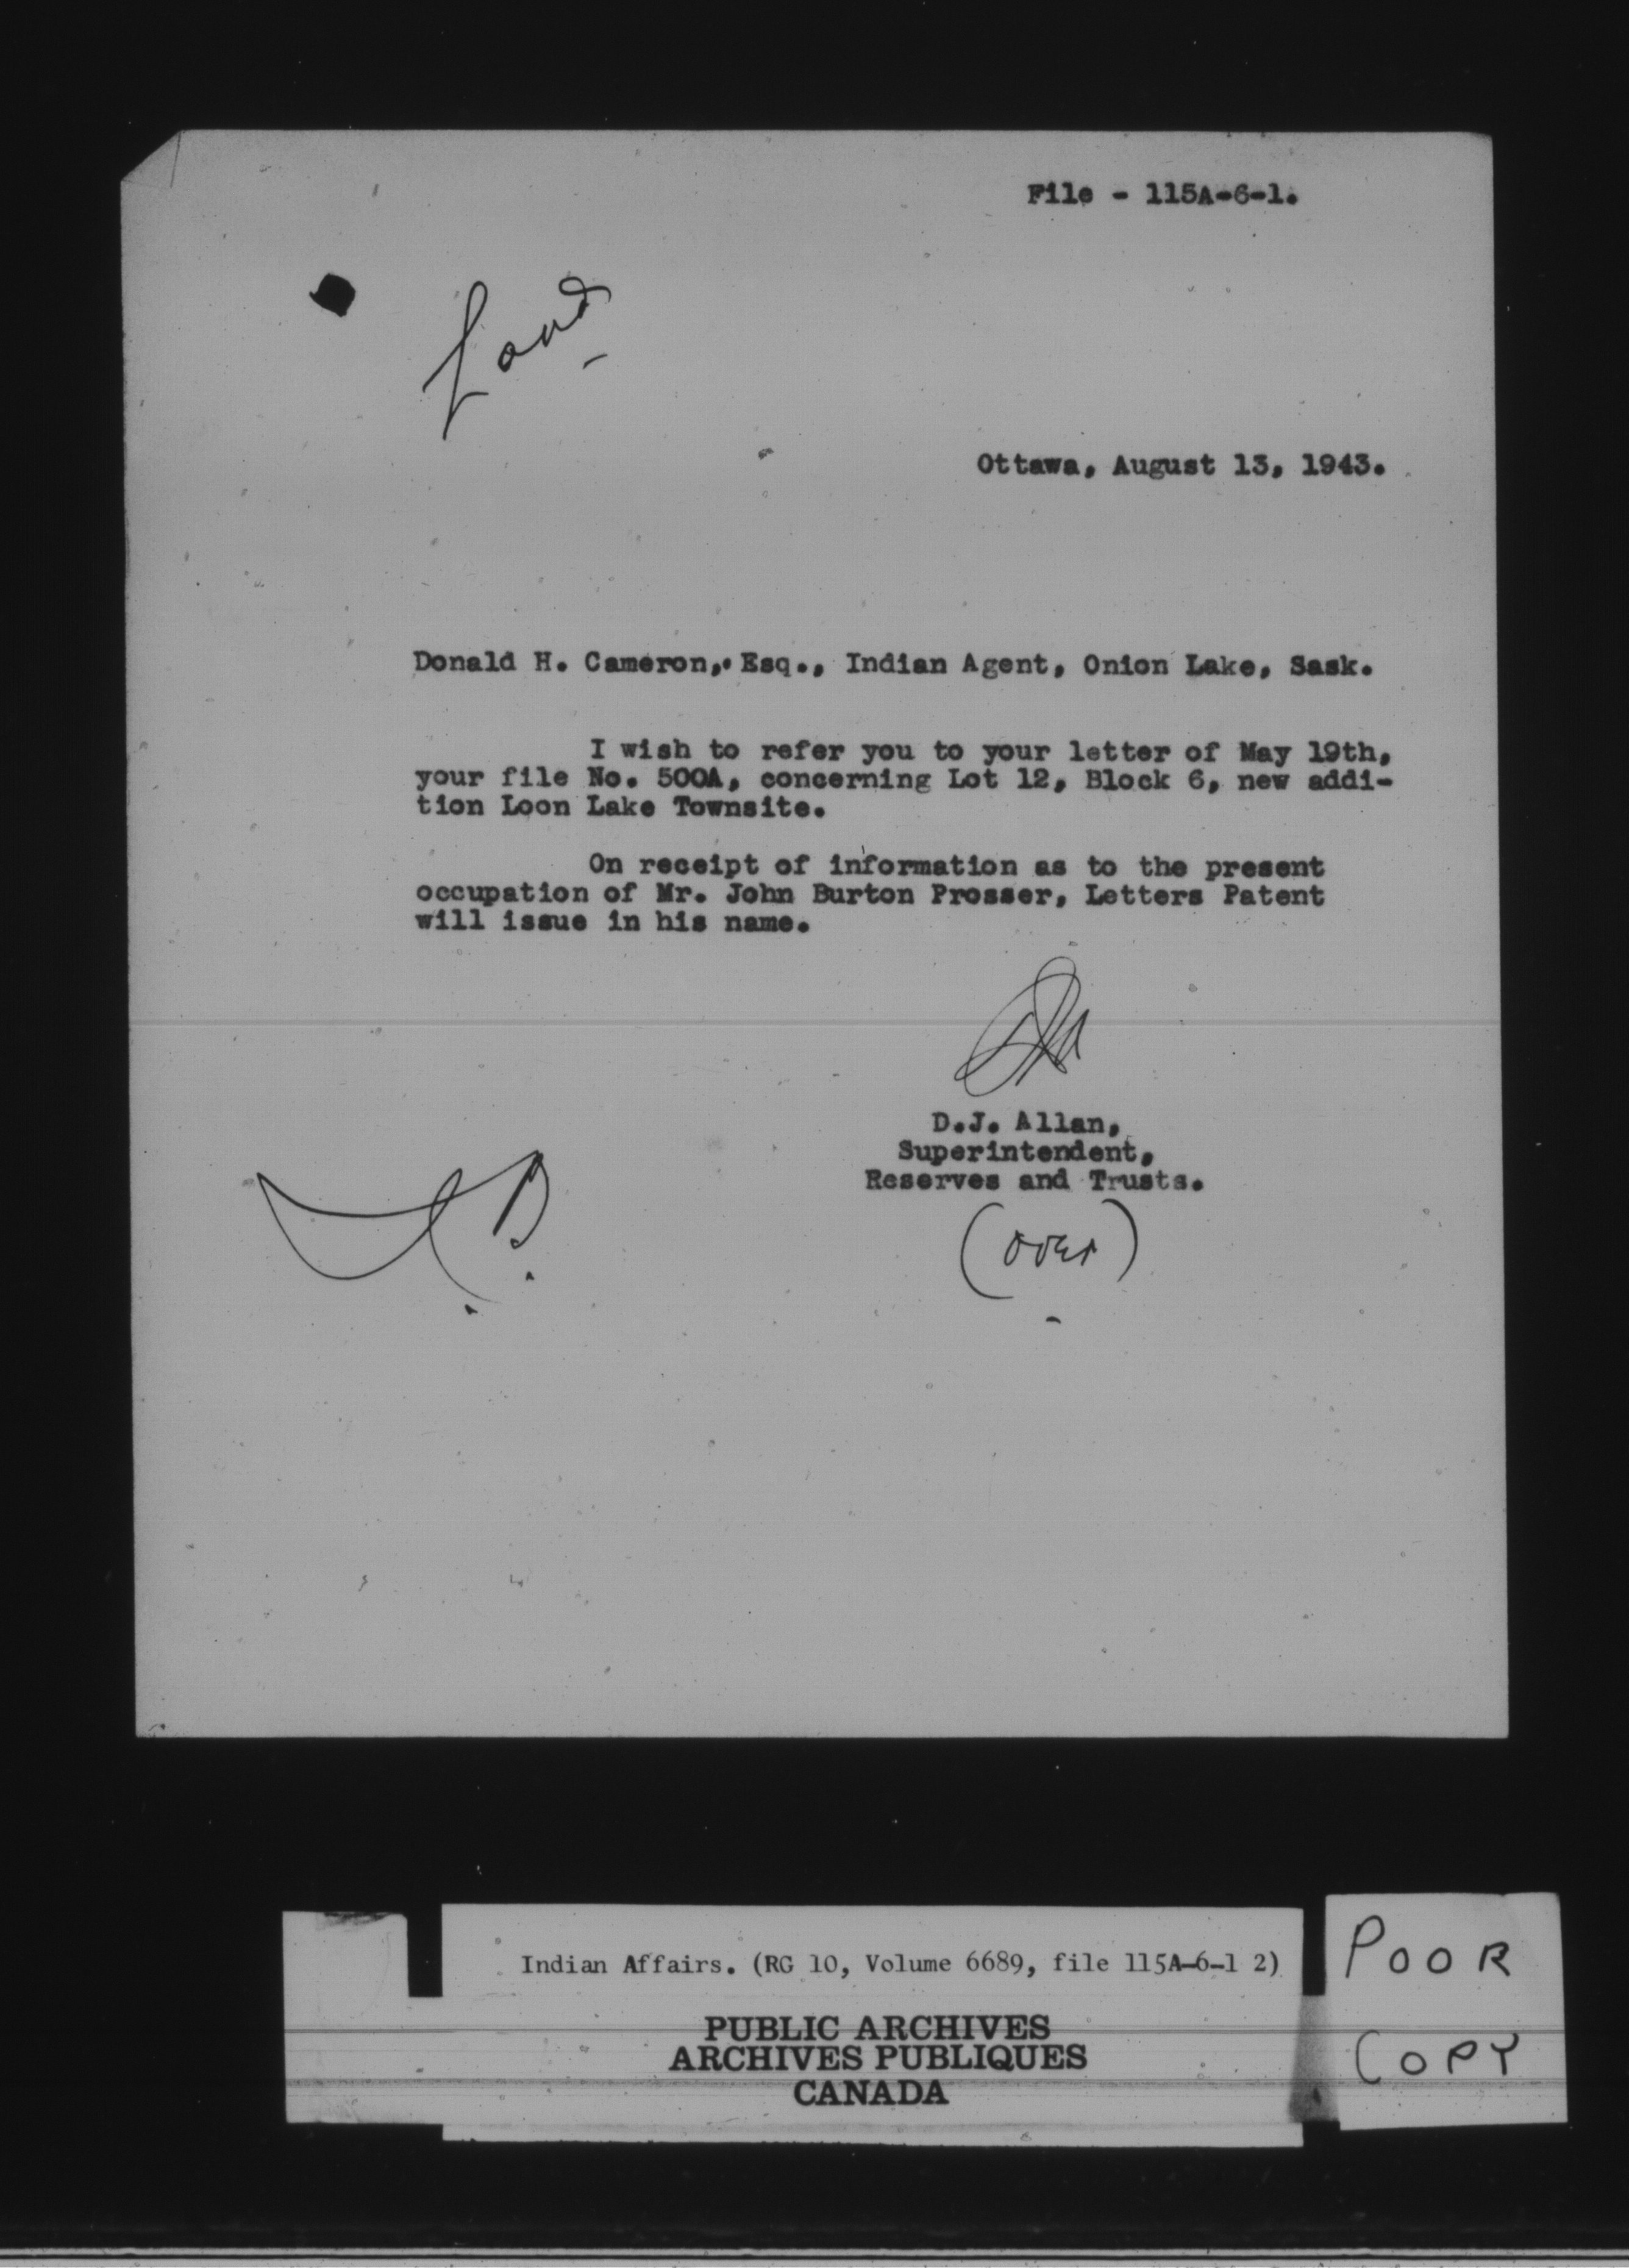 File - 115A-6-1.
Land
Ottawa, August 13, 1943.
Donald H. Cameron, Esq., Indian Agent, Onion Lake, Sask.
I wish to refer you to your letter of May 19th,
your file No. 500A, concerning Lot 12, Block 6, new addi-
tion Loon Lake Townsite.
On receipt of information as to the present
occupation of Mr. John Burton Prosser, Letters Patent
will issue in his name.
D.J. Allan,
Superintendent,
Reserves and Trusts.
(over)
Indian Affairs. (RG 10, Volume 6689, file 115A-6-1 2)
PUBLIC ARCHIVES
ARCHIVES PUBLIQUES
CANADA
POOR
COPY